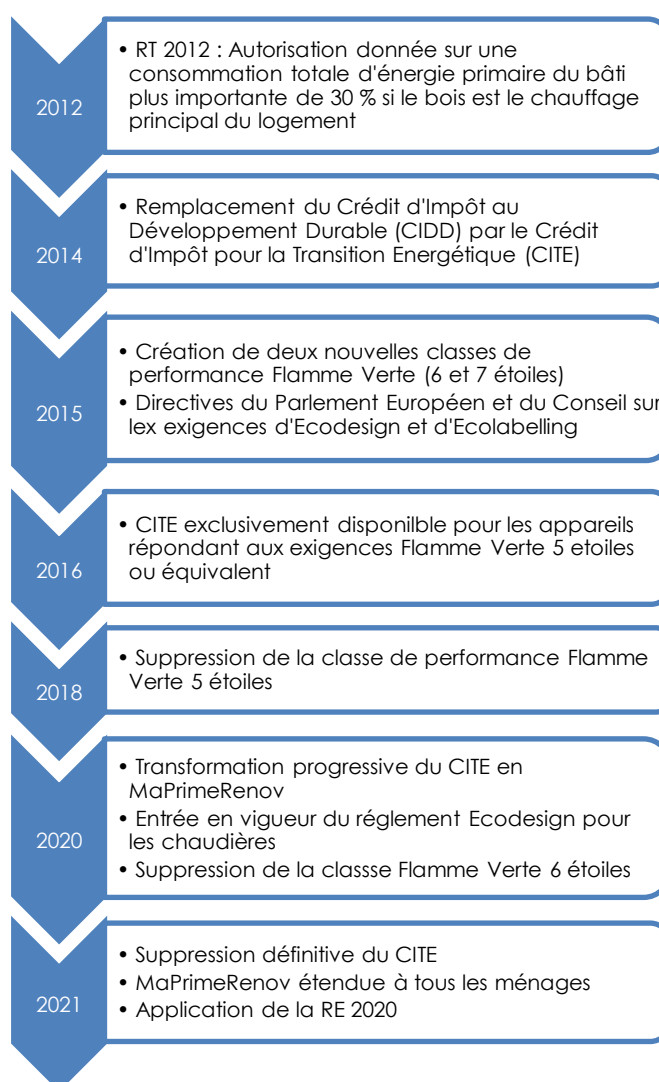 2012
• RT 2012 : Autorisation donnée sur une
consommation totale d'énergie primaire du bâti
plus importante de 30 % si le bois est le chauffage
principal du logement
2014
• Remplacement du Crédit d'Impôt au
Développement Durable (CIDD) par le Crédit
d'Impôt pour la Transition Energétique (CITE)
2015
• Création de deux nouvelles classes de
performance Flamme Verte (6 et 7 étoiles)
• Directives du Parlement Européen et du Conseil sur
lex exigences d'Ecodesign et d'Ecolabelling
2016
• CITE exclusivement disponilble pour les appareils
répondant aux exigences Flamme Verte 5 etoiles
ou équivalent
2018
• Suppression de la classe de performance Flamme
Verte 5 étoiles
2020
• Transformation progressive du CITE en
MaPrimeRenov
• Entrée en vigueur du réglement Ecodesign pour
les chaudières
• Suppression de la classse Flamme Verte 6 étoiles
2021
• Suppression définitive du CITE
• MaPrimeRenov étendue à tous les ménages
• Application de la RE 2020